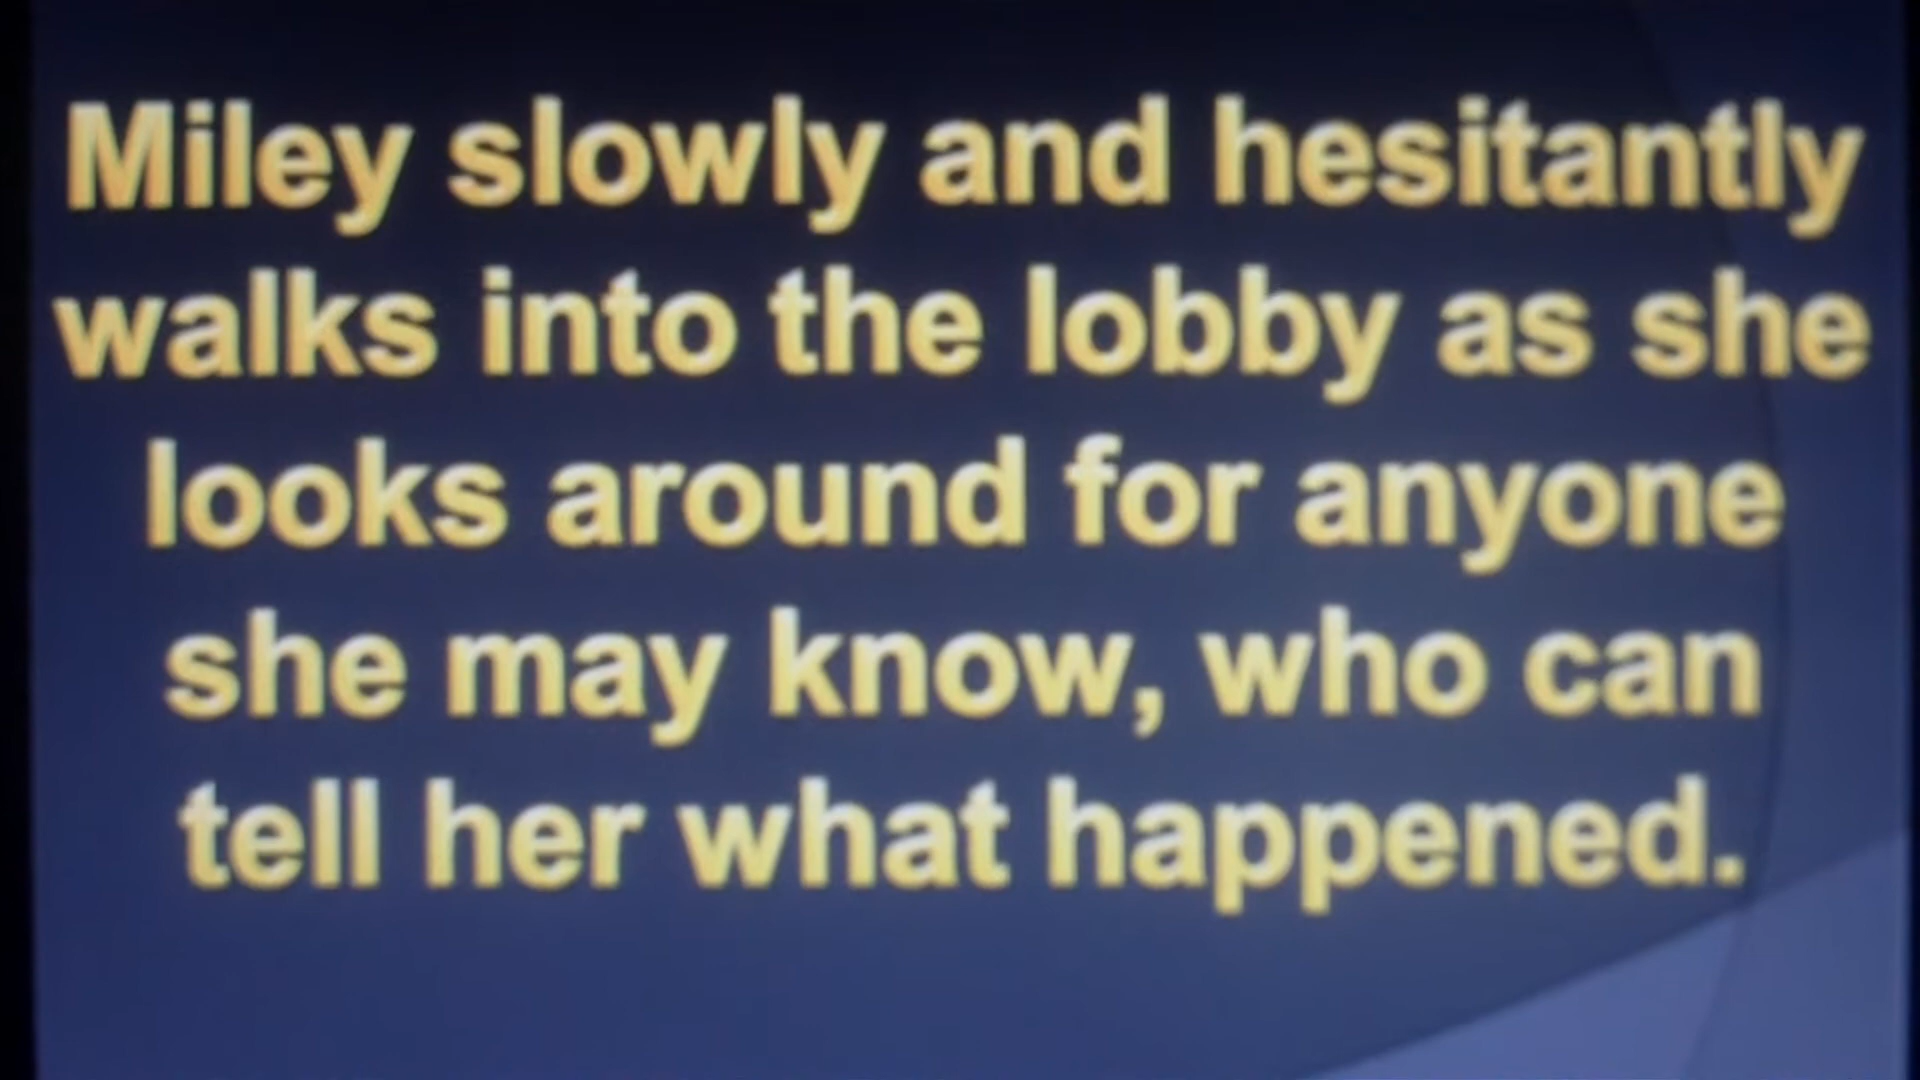 Miley slowly and hesitantly
walks into the lobby as she
looks around for anyone
she may know, who can
tell her what happened.